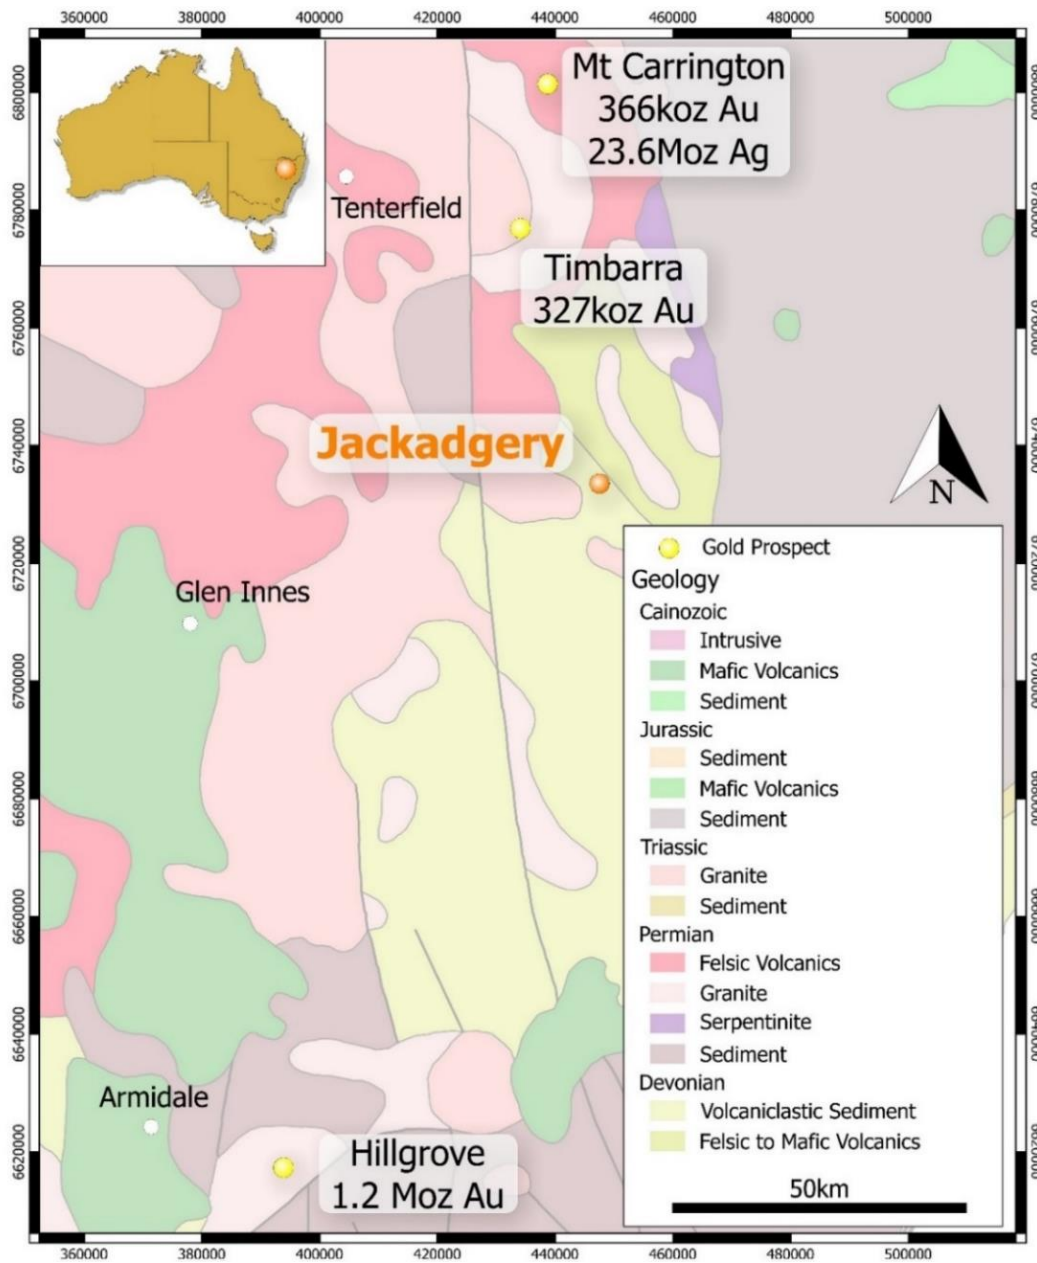 360000 400000 420000 440000 460000 480000 500000
6800000
6780000
6760000
6740000
6720000
6700000
6680000
6660000
6640000
6620000
Mt Carrington
366koz Au
23.6Moz Ag
Tenterfield
Timbarra
327koz Au
Jackadgery
N
Glen Innes
Armidale
Hillgrove
1.2 Moz Au
Gold Prospect
Geology
Cainozoic
Intrusive
Mafic Volcanics
Sediment
Jurassic
Sediment
Mafic Volcanics
Sediment
Triassic
Granite
Sediment
Permian
Felsic Volcanics
Granite
Serpentinite
Sediment
Devonian
Volcaniclastic Sediment
Felsic to Mafic Volcanics
50km
360000 380000 400000 420000 440000 460000 480000 500000